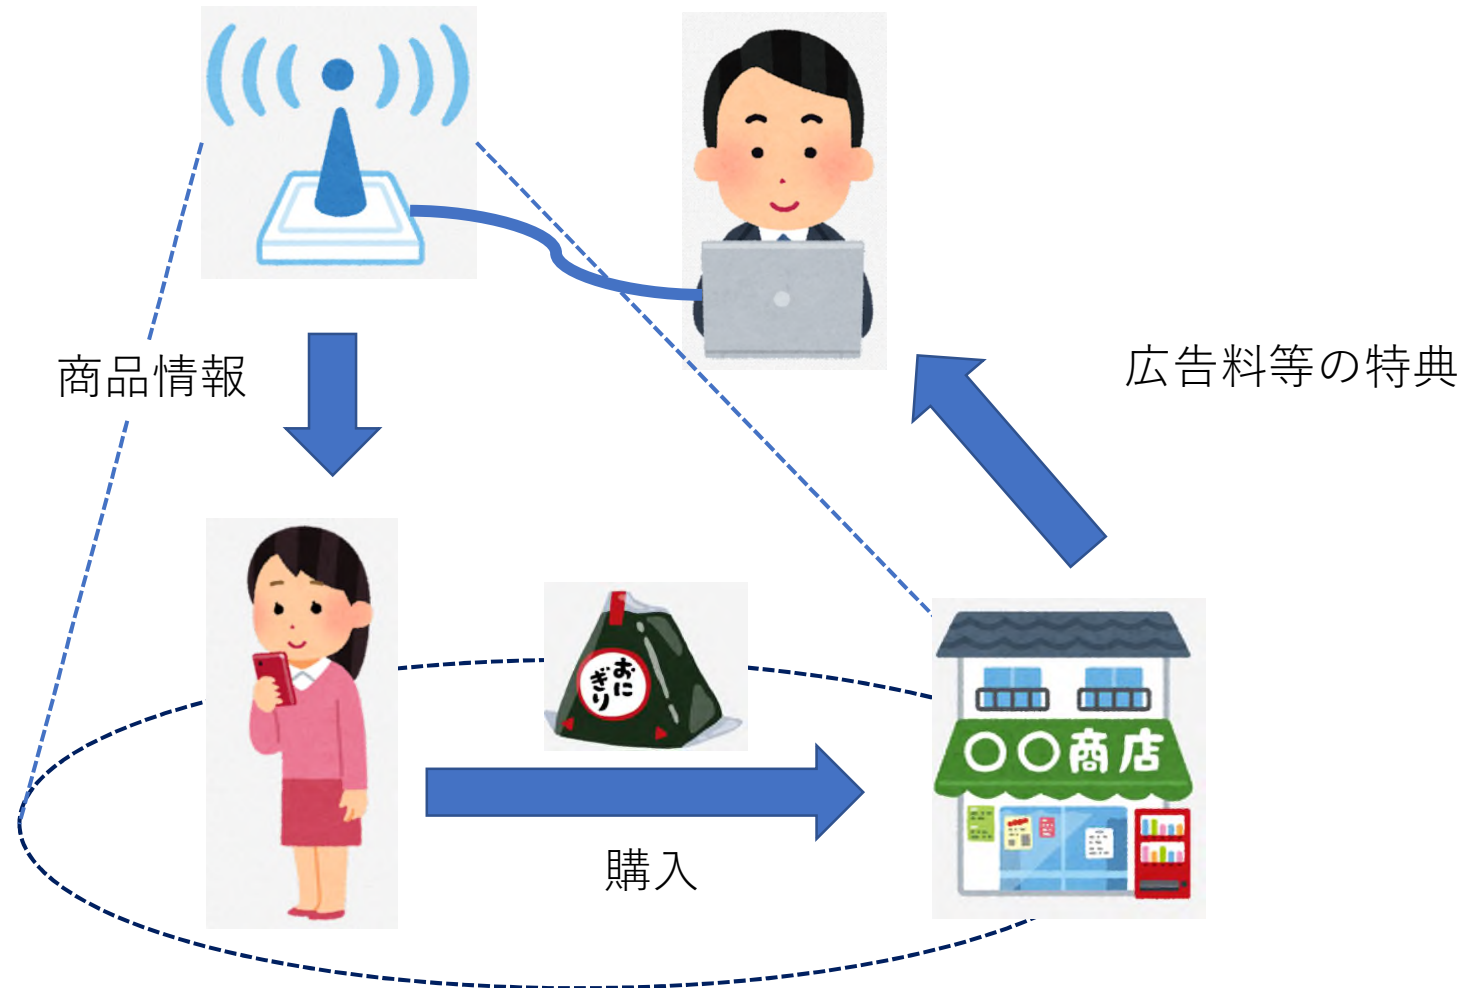 広告料等の特典
商品情報
おに
ぎり
〇〇商店
購入